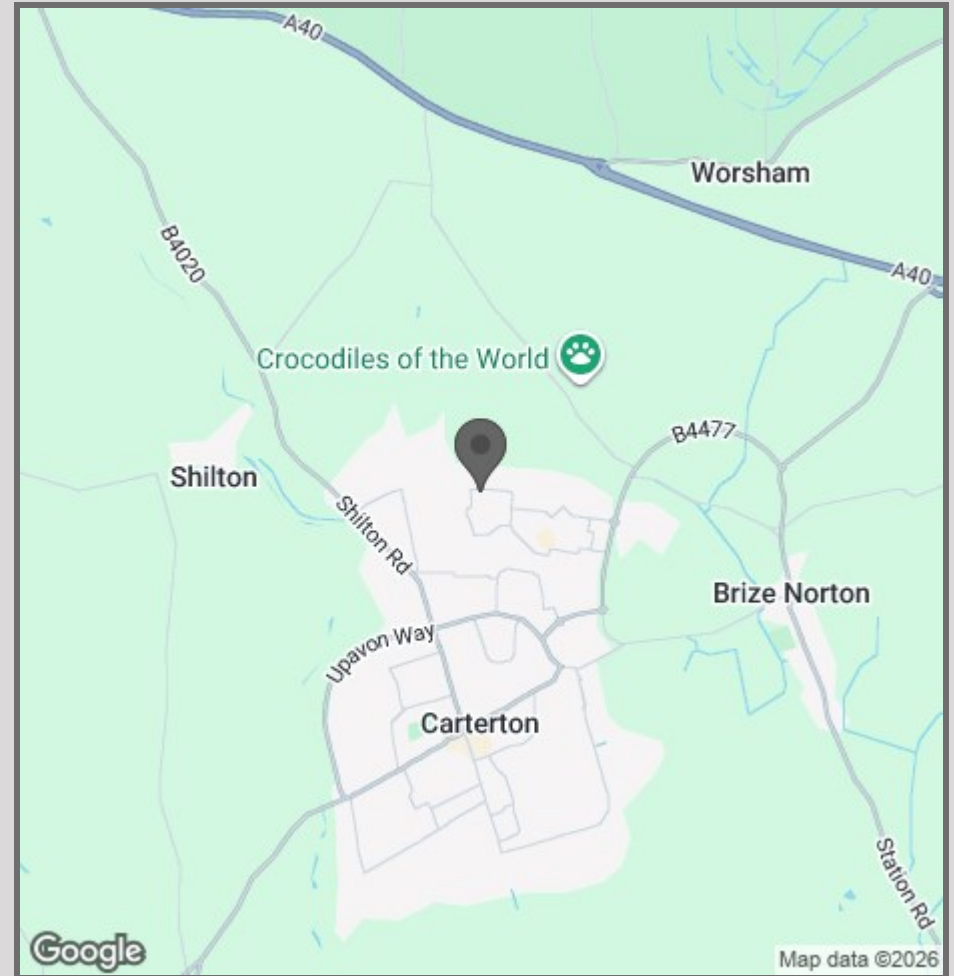 A40
Worsham
B4020
A40
Crocodiles of the World
B4477
Shilton
Shilton Rd
Brize Norton
Upavon Way
Carterton
Station Rd
Google
Map data ©2026